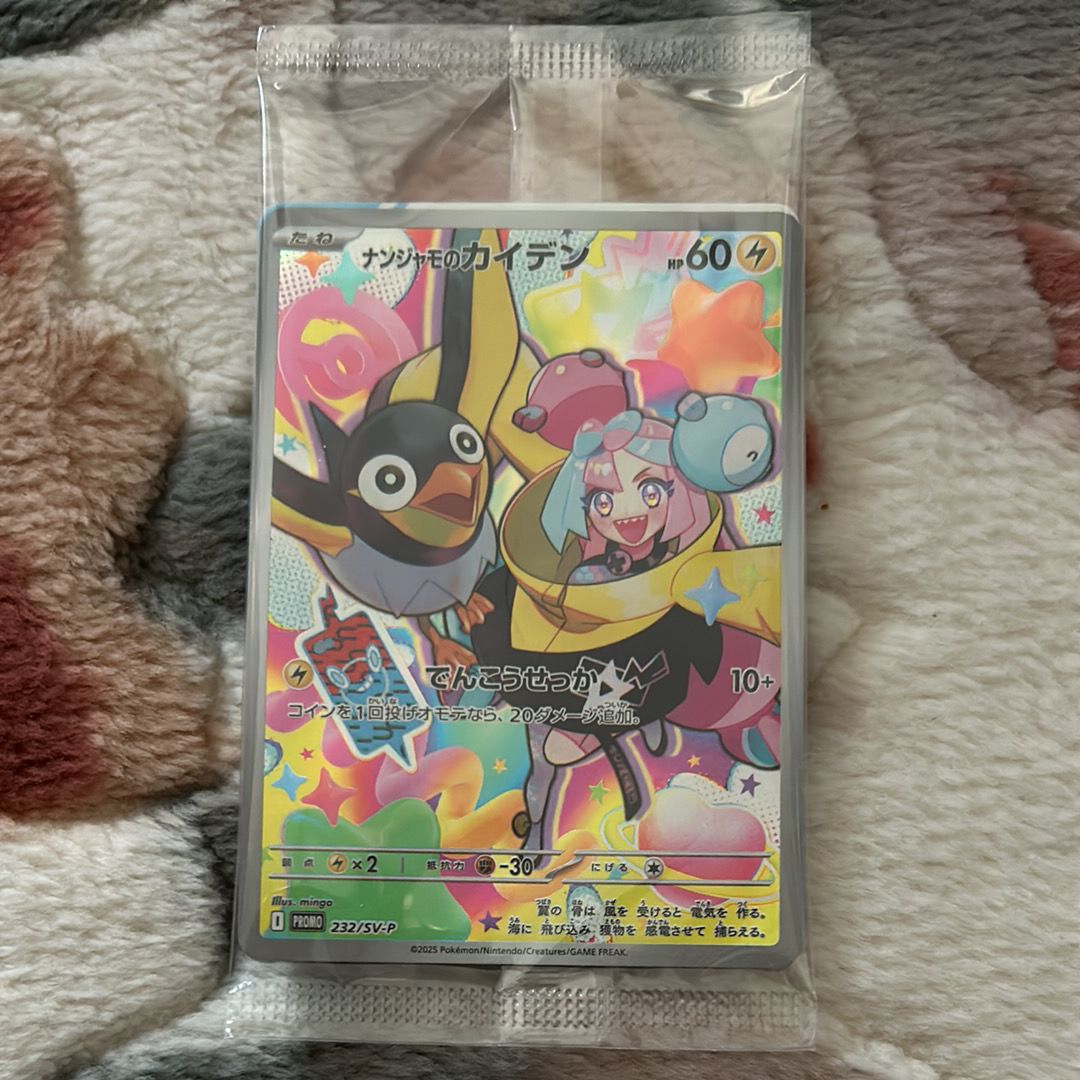 たね
ナンジャモのカイデン
HP 60
でんこうせっか 10+
コインを1回投げオモテなら、20ダメージ追加。
弱点 ×2 抵抗力 -30 にげる
Illus. mingo
I PROMO 232/SV-P
翼の 骨は 風を 受けると 電気を 作る。
海に 飛び込み 獲物を 感電させて 捕らえる。
©2025 Pokémon/Nintendo/Creatures/GAME FREAK.